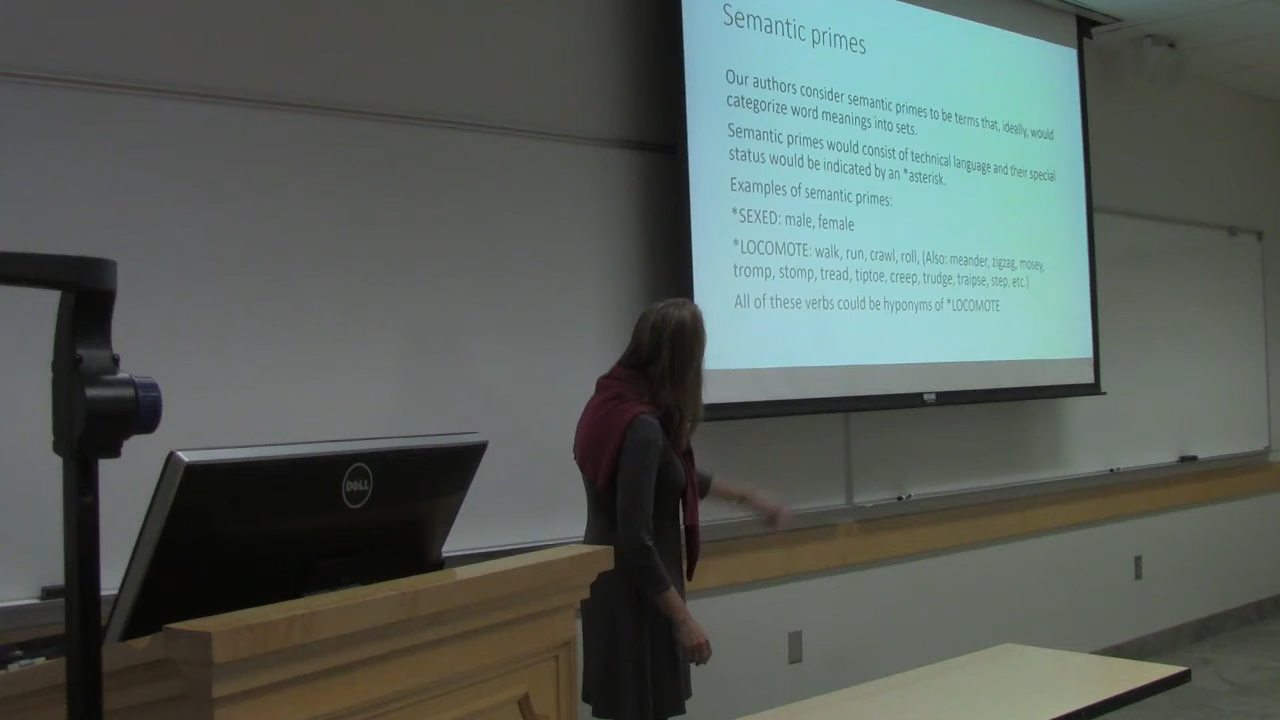 Semantic primes
Our authors consider semantic primes to be terms that, ideally, would
categorize word meanings into sets.
Semantic primes would consist of technical language and their special
status would be indicated by an *asterisk.
Examples of semantic primes:
*SEXED: male, female
*LOCOMOTE: walk, run, crawl, roll, (Also: meander, zigzag, mosey,
tromp, stomp, tread, tiptoe, creep, trudge, traipse, step, etc.)
All of these verbs could be hyponyms of *LOCOMOTE
DELL